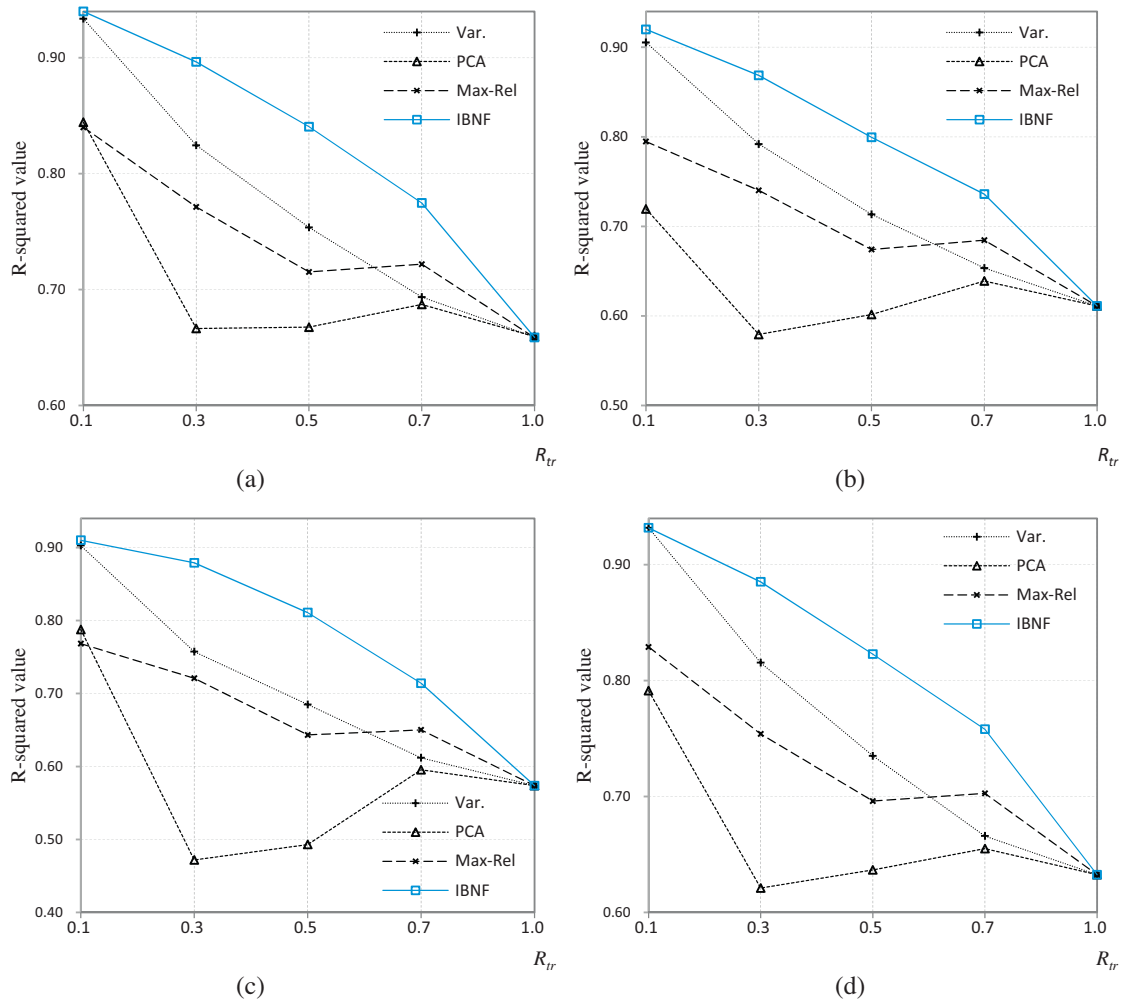 R-squared value
0.90
0.80
0.70
0.60
0.1 0.3 0.5 0.7 1.0
R_tr
Var.
PCA
Max-Rel
IBNF
(a)
R-squared value
0.90
0.80
0.70
0.60
0.50
0.1 0.3 0.5 0.7 1.0
R_tr
Var.
PCA
Max-Rel
IBNF
(b)
R-squared value
0.90
0.80
0.70
0.60
0.50
0.40
0.1 0.3 0.5 0.7 1.0
R_tr
Var.
PCA
Max-Rel
IBNF
(c)
R-squared value
0.90
0.80
0.70
0.60
0.1 0.3 0.5 0.7 1.0
R_tr
Var.
PCA
Max-Rel
IBNF
(d)